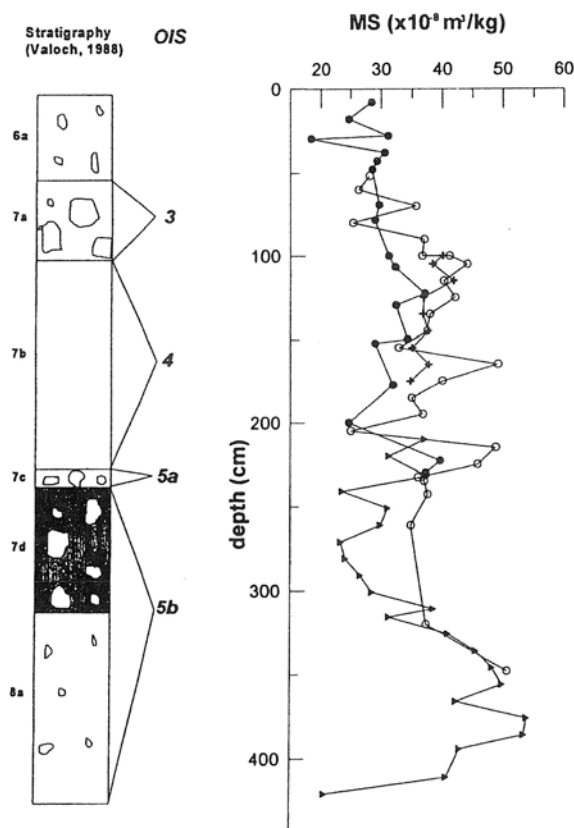 Stratigraphy
(Valoch, 1988)
OIS
6a
7a
3
7b
4
7c
5a
7d
5b
8a
MS (x10⁻⁸ m³/kg)
20 30 40 50 60
0
100
200
300
400
depth (cm)